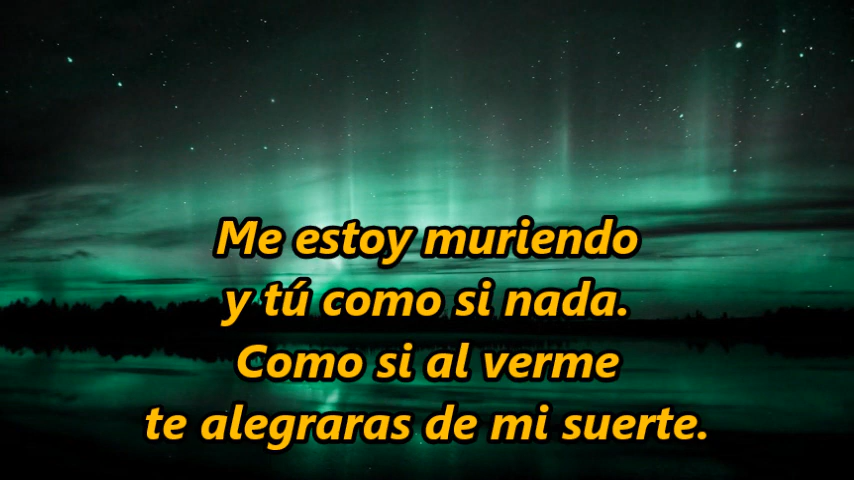 Me estoy muriendo
y tú como si nada.
Como si al verme
te alegraras de mi suerte.